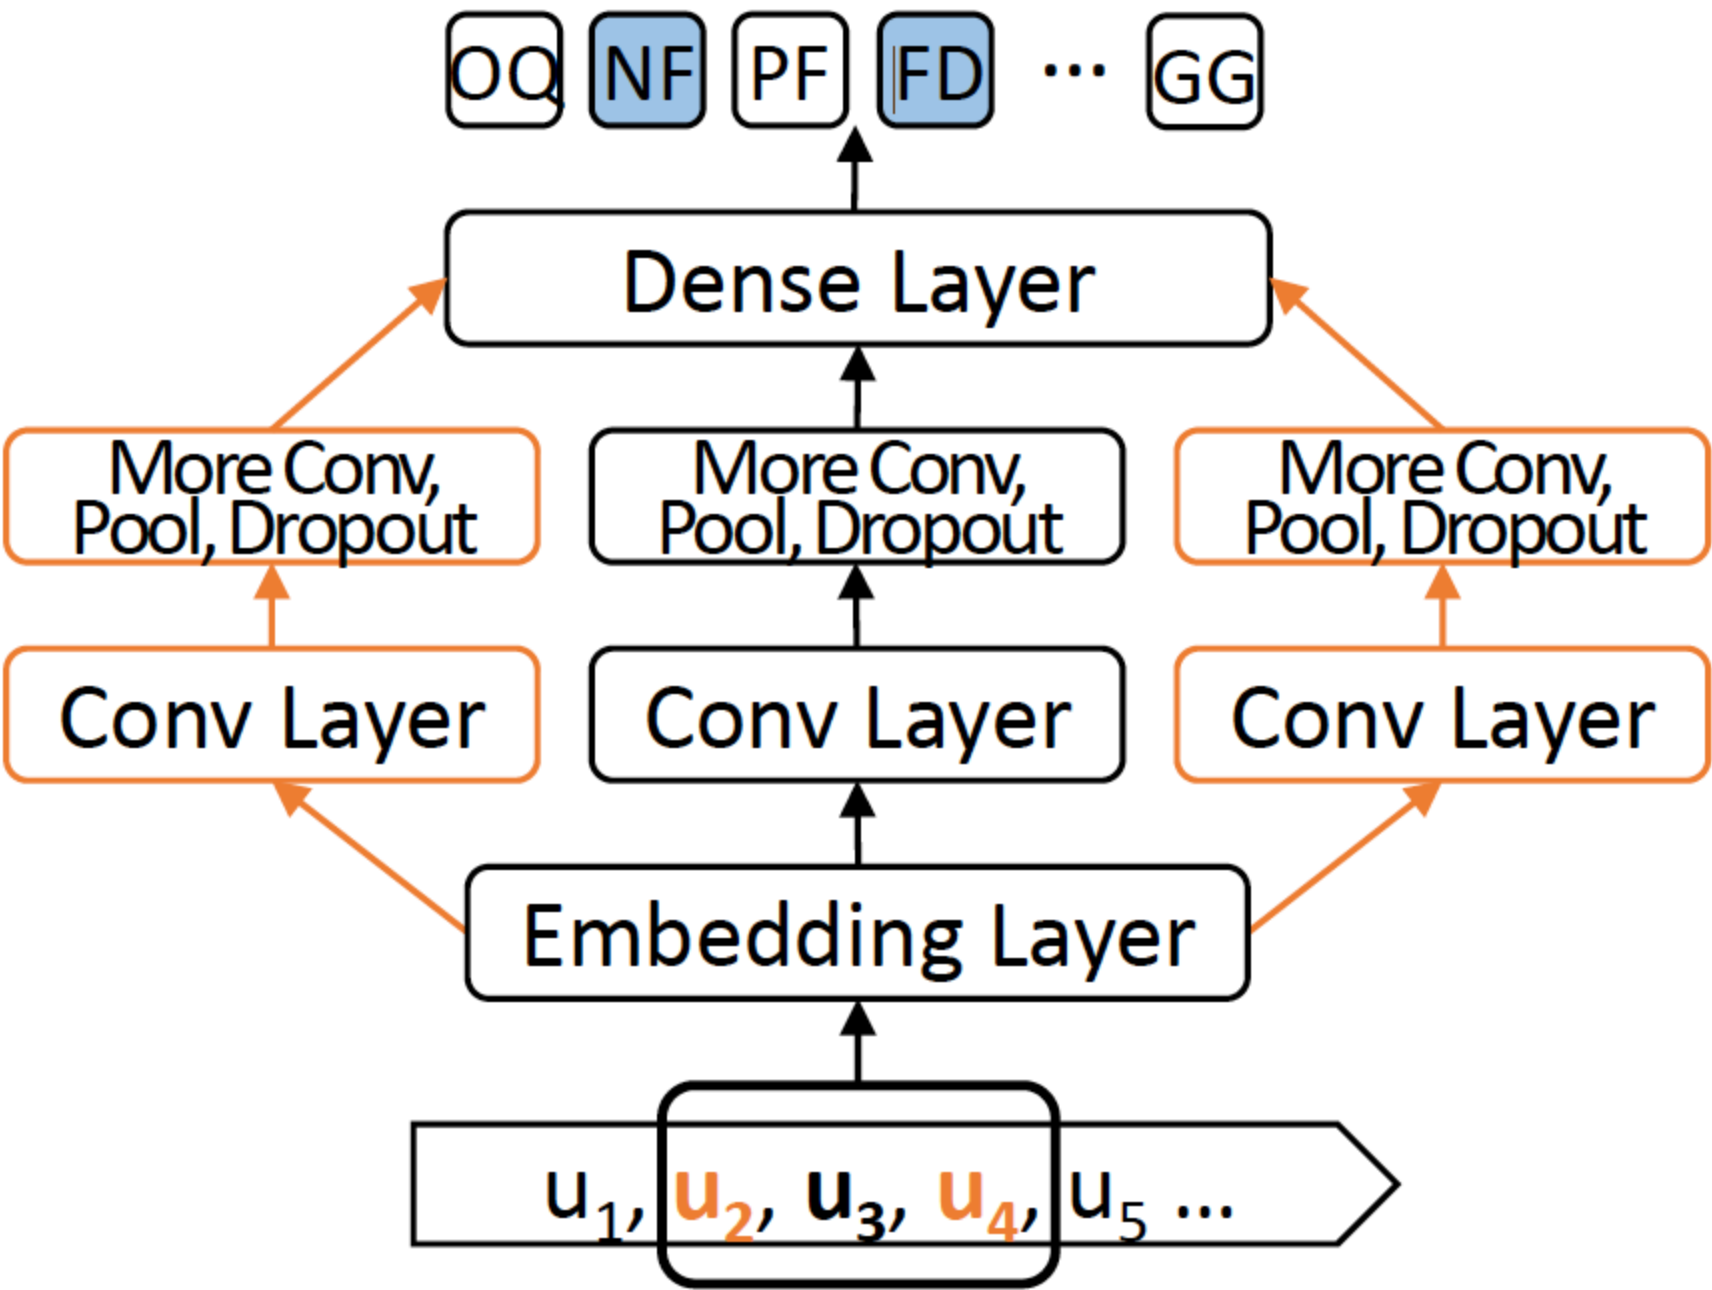 OQ NF PF FD ... GG
Dense Layer
More Conv,
Pool, Dropout
More Conv,
Pool, Dropout
More Conv,
Pool, Dropout
Conv Layer Conv Layer Conv Layer
Embedding Layer
u1, u2, u3, u4, u5 ...